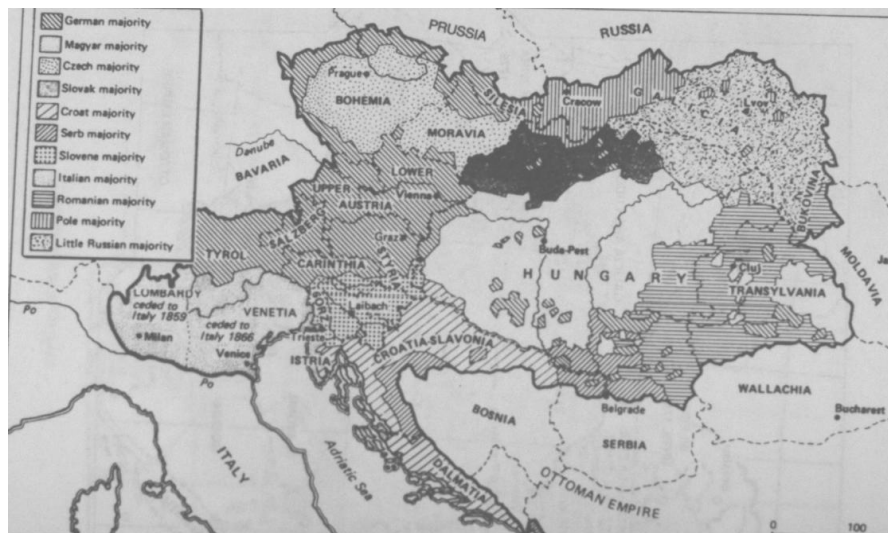 German majority
Magyar majority
Czech majority
Slovak majority
Croat majority
Serb majority
Slovene majority
Italian majority
Romanian majority
Pole majority
Little Russian majority
PRUSSIA
RUSSIA
Prague
BOHEMIA
SILESIA
Cracow
GA
Lvov
MORAVIA
Danube
BAVARIA
LOWER
UPPER
Vienna
AUSTRIA
SALZBERG
BUKOVINA
MOLDAVIA
Ja
TYROL
Graz
STYRIA
CARINTHIA
Buda-Pest
HUNGARY
Cluj
TRANSYLVANIA
Po
LOMBARDY
ceded to
Italy 1859
VENETIA
ceded to
Italy 1866
Milan
Venice
Po
Laibach
Trieste
ISTRIA
CROATIA-SLAVONIA
WALLACHIA
Bucharest
Belgrade
BOSNIA
SERBIA
ITALY
Adriatic Sea
DALMATIA
OTTOMAN EMPIRE
0
100